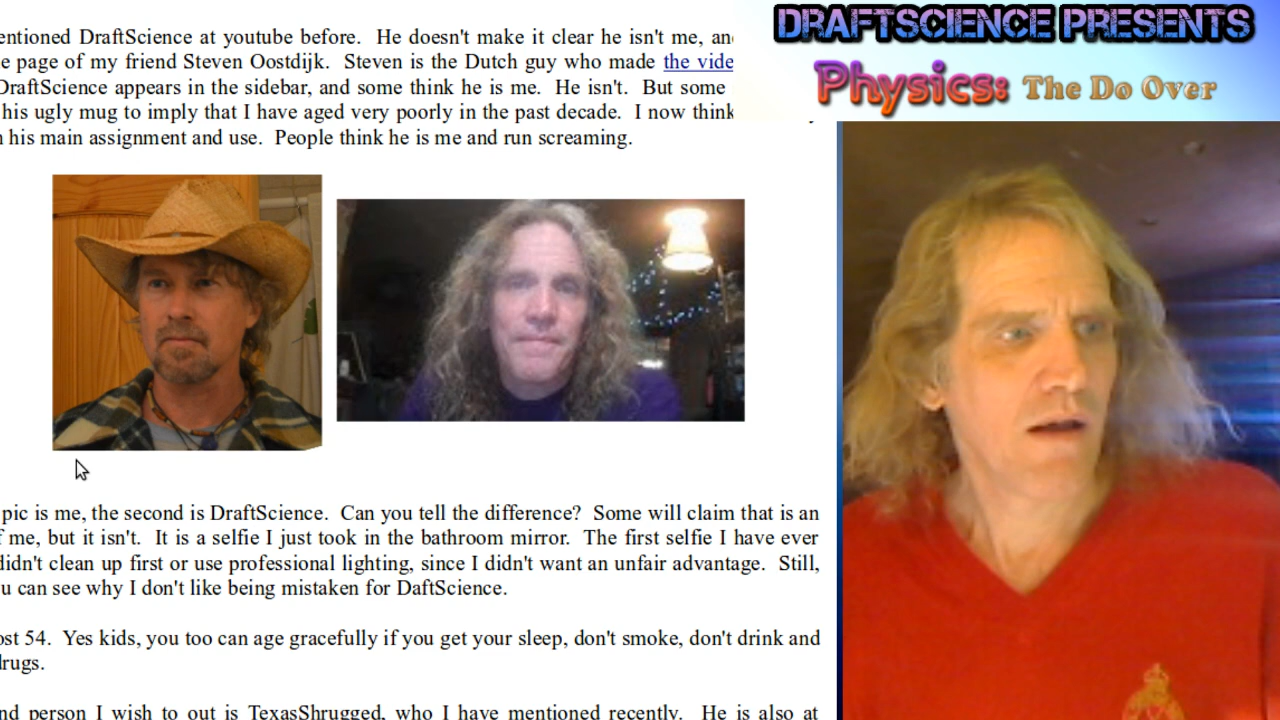 DRAFTSCIENCE PRESENTS
Physics: The Do Over
entioned DraftScience at youtube before. He doesn't make it clear he isn't me, an
e page of my friend Steven Oostdijk. Steven is the Dutch guy who made the vide
DraftScience appears in the sidebar, and some think he is me. He isn't. But some
his ugly mug to imply that I have aged very poorly in the past decade. I now think
his main assignment and use. People think he is me and run screaming.
pic is me, the second is DraftScience. Can you tell the difference? Some will claim that is an
f me, but it isn't. It is a selfie I just took in the bathroom mirror. The first selfie I have ever
didn't clean up first or use professional lighting, since I didn't want an unfair advantage. Still,
u can see why I don't like being mistaken for DaftScience.
ost 54. Yes kids, you too can age gracefully if you get your sleep, don't smoke, don't drink and
drugs.
nd person I wish to out is TexasShrugged, who I have mentioned recently. He is also at